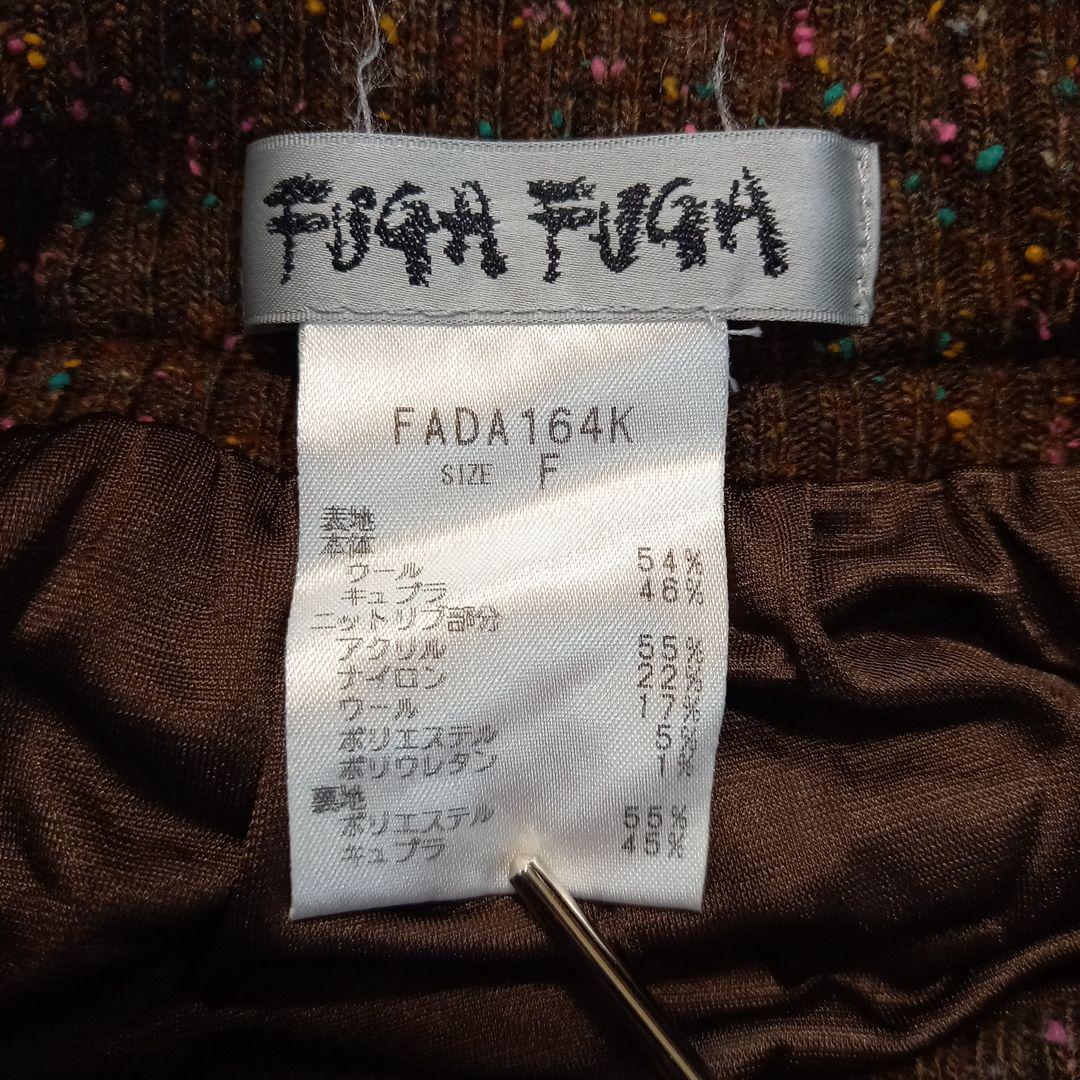 FUGA FUGA
FADA164K
SIZE F
表地
本体
ウール 54%
キュプラ 46%
ニットリブ部分
アクリル 55%
ナイロン 22%
ウール 17%
ポリエステル 5%
ポリウレタン 1%
裏地
ポリエステル 55%
キュプラ 45%